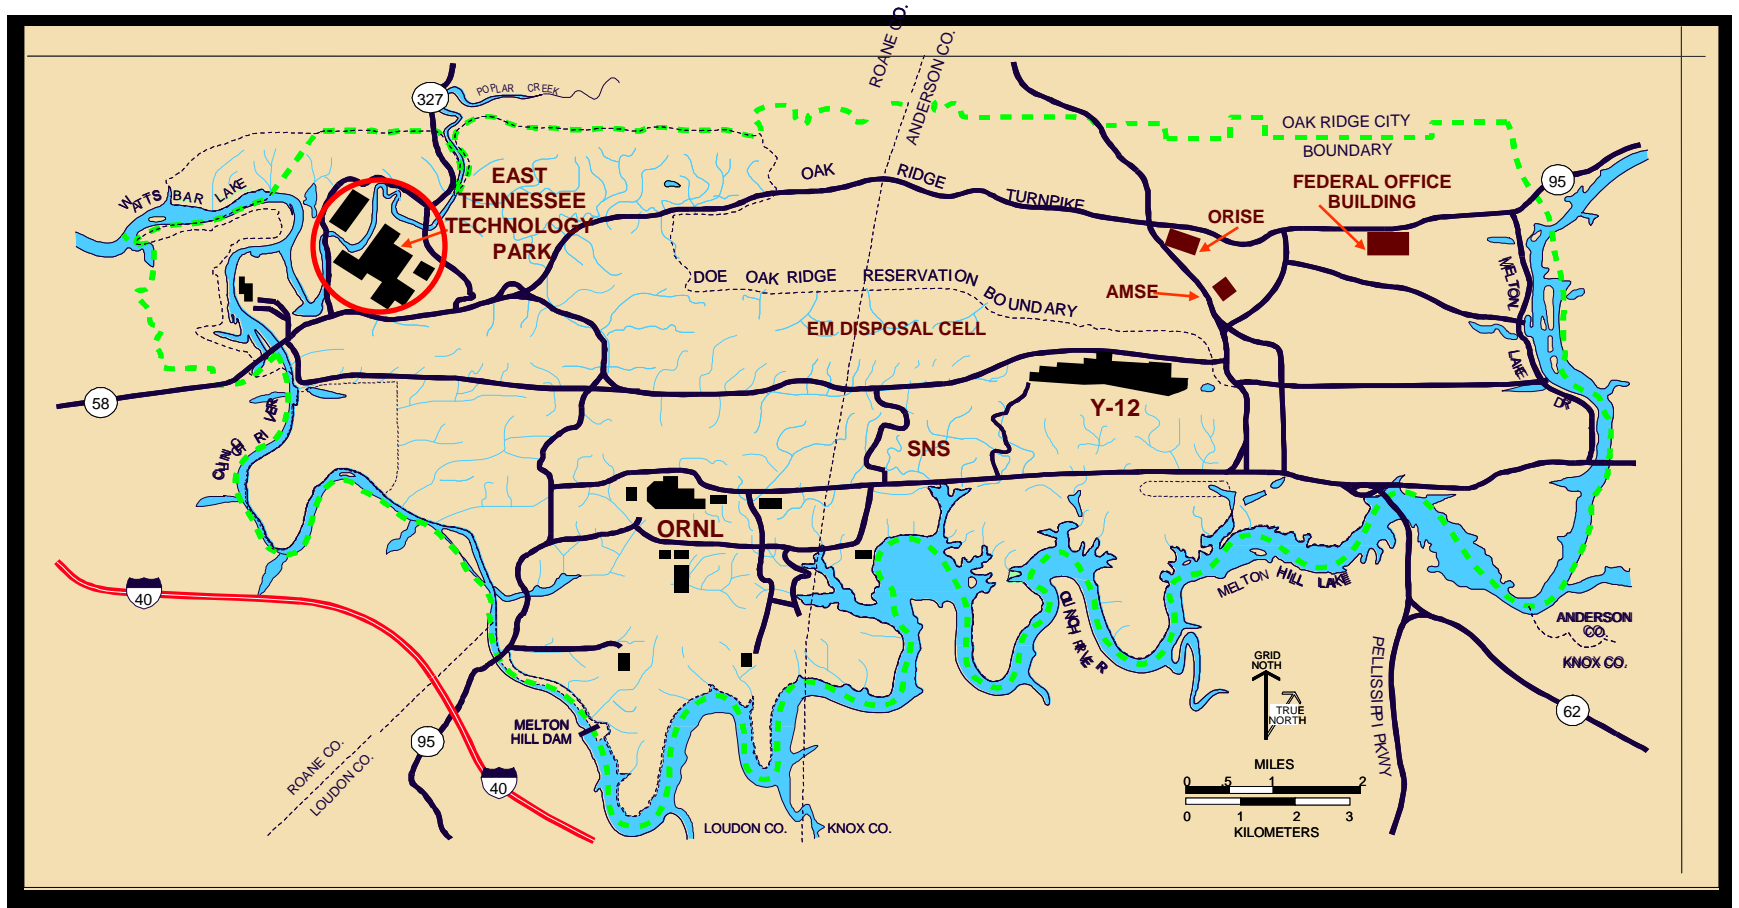 ROANE CO.
ANDERSON CO.
327
POPLAR CREEK
OAK RIDGE CITY
BOUNDARY
WATTS BAR LAKE
EAST
TENNESSEE
TECHNOLOGY
PARK
OAK RIDGE TURNPIKE
FEDERAL OFFICE
BUILDING
95
ORISE
DOE OAK RIDGE RESERVATION BOUNDARY
AMSE
MELTON LAKE DR
EM DISPOSAL CELL
58
Y-12
CLINCH RIVER
SNS
ORNL
40
MELTON HILL LAKE
CLINCH RIVER
ANDERSON
CO.
KNOX CO.
PELLISSIPPI PKWY
GRID
NOTH
TRUE
NORTH
62
MELTON
HILL DAM
95
ROANE CO.
LOUDON CO.
40
MILES
0 .5 1 2
0 1 2 3
KILOMETERS
LOUDON CO.
KNOX CO.